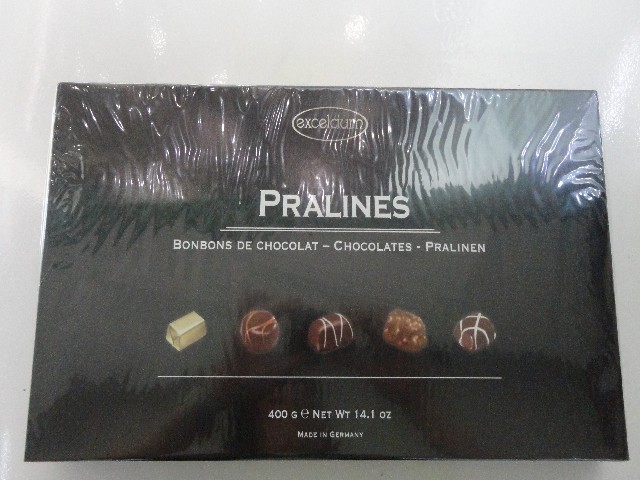 excelcium
PRALINES
BONBONS DE CHOCOLAT – CHOCOLATES - PRALINEN
400 G ℮ NET WT 14.1 OZ
MADE IN GERMANY